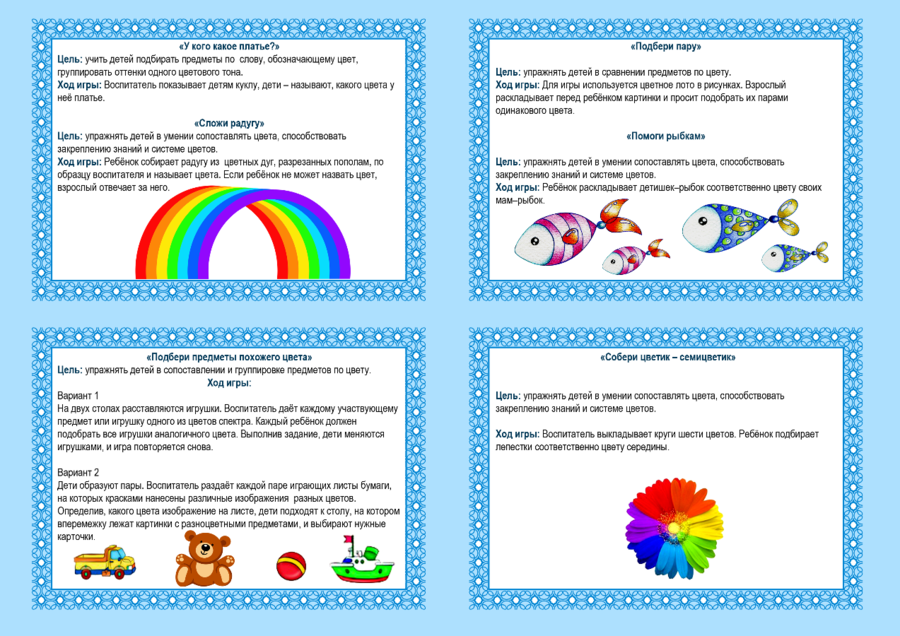 «У кого какое платье?»
Цель: учить детей подбирать предметы по слову, обозначающему цвет,
группировать оттенки одного цветового тона.
Ход игры: Воспитатель показывает детям куклу, дети – называют, какого цвета у
неё платье.
«Сложи радугу»
Цель: упражнять детей в умении сопоставлять цвета, способствовать
закреплению знаний и системе цветов.
Ход игры: Ребёнок собирает радугу из цветных дуг, разрезанных пополам, по
образцу воспитателя и называет цвета. Если ребёнок не может назвать цвет,
взрослый отвечает за него.
«Подбери пару»
Цель: упражнять детей в сравнении предметов по цвету.
Ход игры: Для игры используется цветное лото в рисунках. Взрослый
раскладывает перед ребёнком картинки и просит подобрать их парами
одинакового цвета.
«Помоги рыбкам»
Цель: упражнять детей в умении сопоставлять цвета, способствовать
закреплению знаний и системе цветов.
Ход игры: Ребёнок раскладывает детишек–рыбок соответственно цвету своих
мам–рыбок.
«Подбери предметы похожего цвета»
Цель: упражнять детей в сопоставлении и группировке предметов по цвету.
Ход игры:
Вариант 1
На двух столах расставляются игрушки. Воспитатель даёт каждому участвующему
предмет или игрушку одного из цветов спектра. Каждый ребёнок должен
подобрать все игрушки аналогичного цвета. Выполнив задание, дети меняются
игрушками, и игра повторяется снова.
Вариант 2
Дети образуют пары. Воспитатель раздаёт каждой паре играющих листы бумаги,
на которых красками нанесены различные изображения разных цветов.
Определив, какого цвета изображение на листе, дети подходят к столу, на котором
вперемежку лежат картинки с разноцветными предметами, и выбирают нужные
карточки.
«Собери цветик – семицветик»
Цель: упражнять детей в умении сопоставлять цвета, способствовать
закреплению знаний и системе цветов.
Ход игры: Воспитатель выкладывает круги шести цветов. Ребёнок подбирает
лепестки соответственно цвету середины.